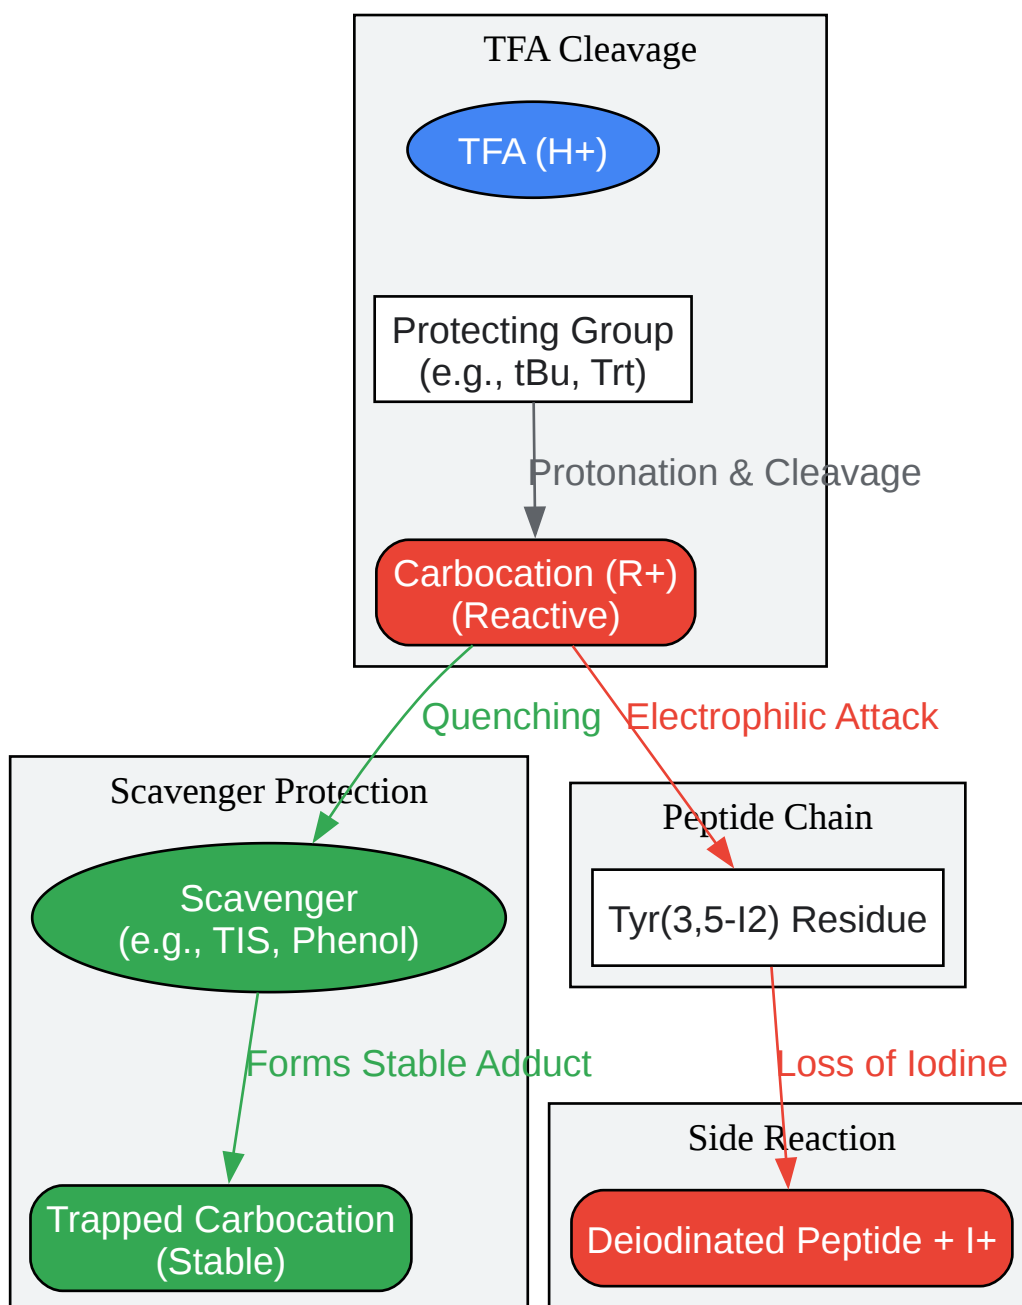 TFA Cleavage
TFA (H+)
Protecting Group
(e.g., tBu, Trt)
Protonation & Cleavage
Carbocation (R+)
(Reactive)
Quenching
Electrophilic Attack
Scavenger Protection
Peptide Chain
Scavenger
(e.g., TIS, Phenol)
Tyr(3,5-I2) Residue
Forms Stable Adduct
Loss of Iodine
Side Reaction
Trapped Carbocation
(Stable)
Deiodinated Peptide + I+